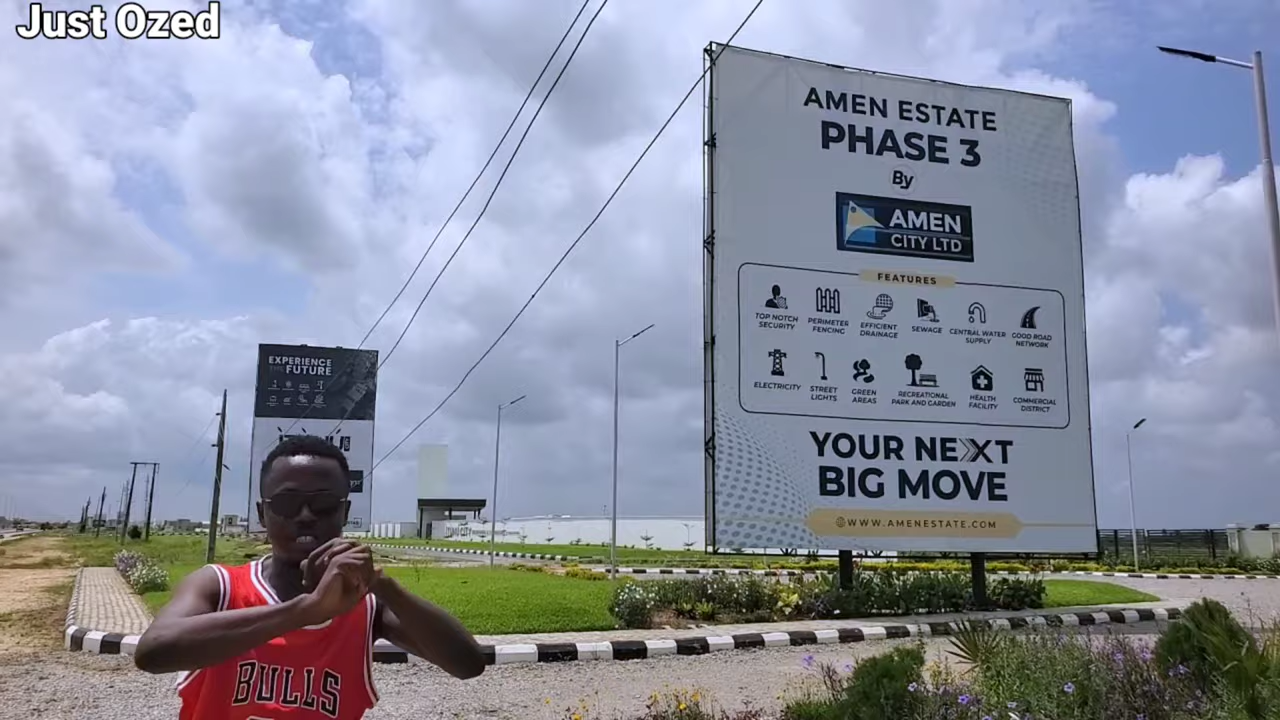 Just Ozed
AMEN ESTATE
PHASE 3
By
AMEN
CITY LTD
FEATURES
TOP NOTCH
SECURITY
PERIMETER
FENCING
EFFICIENT
DRAINAGE
SEWAGE
CENTRAL WATER
SUPPLY
GOOD ROAD
NETWORK
ELECTRICITY
STREET
LIGHTS
GREEN
AREAS
RECREATIONAL
PARK AND GARDEN
HEALTH
FACILITY
COMMERCIAL
DISTRICT
YOUR NEXT
BIG MOVE
WWW.AMENESTATE.COM
EXPERIENCE
THE FUTURE
BULLS